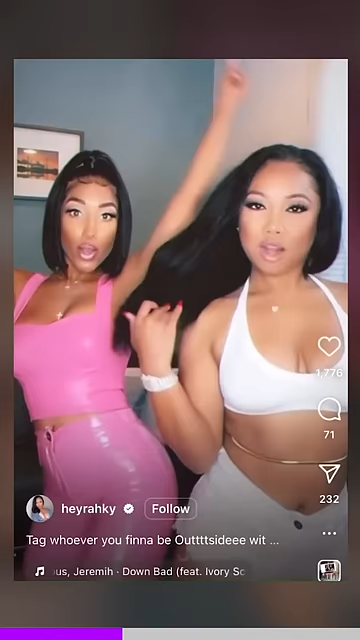 1,776
71
232
heyrahky
Follow
Tag whoever you finna be Outtttsideee wit ...
us, Jeremih · Down Bad (feat. Ivory Sc